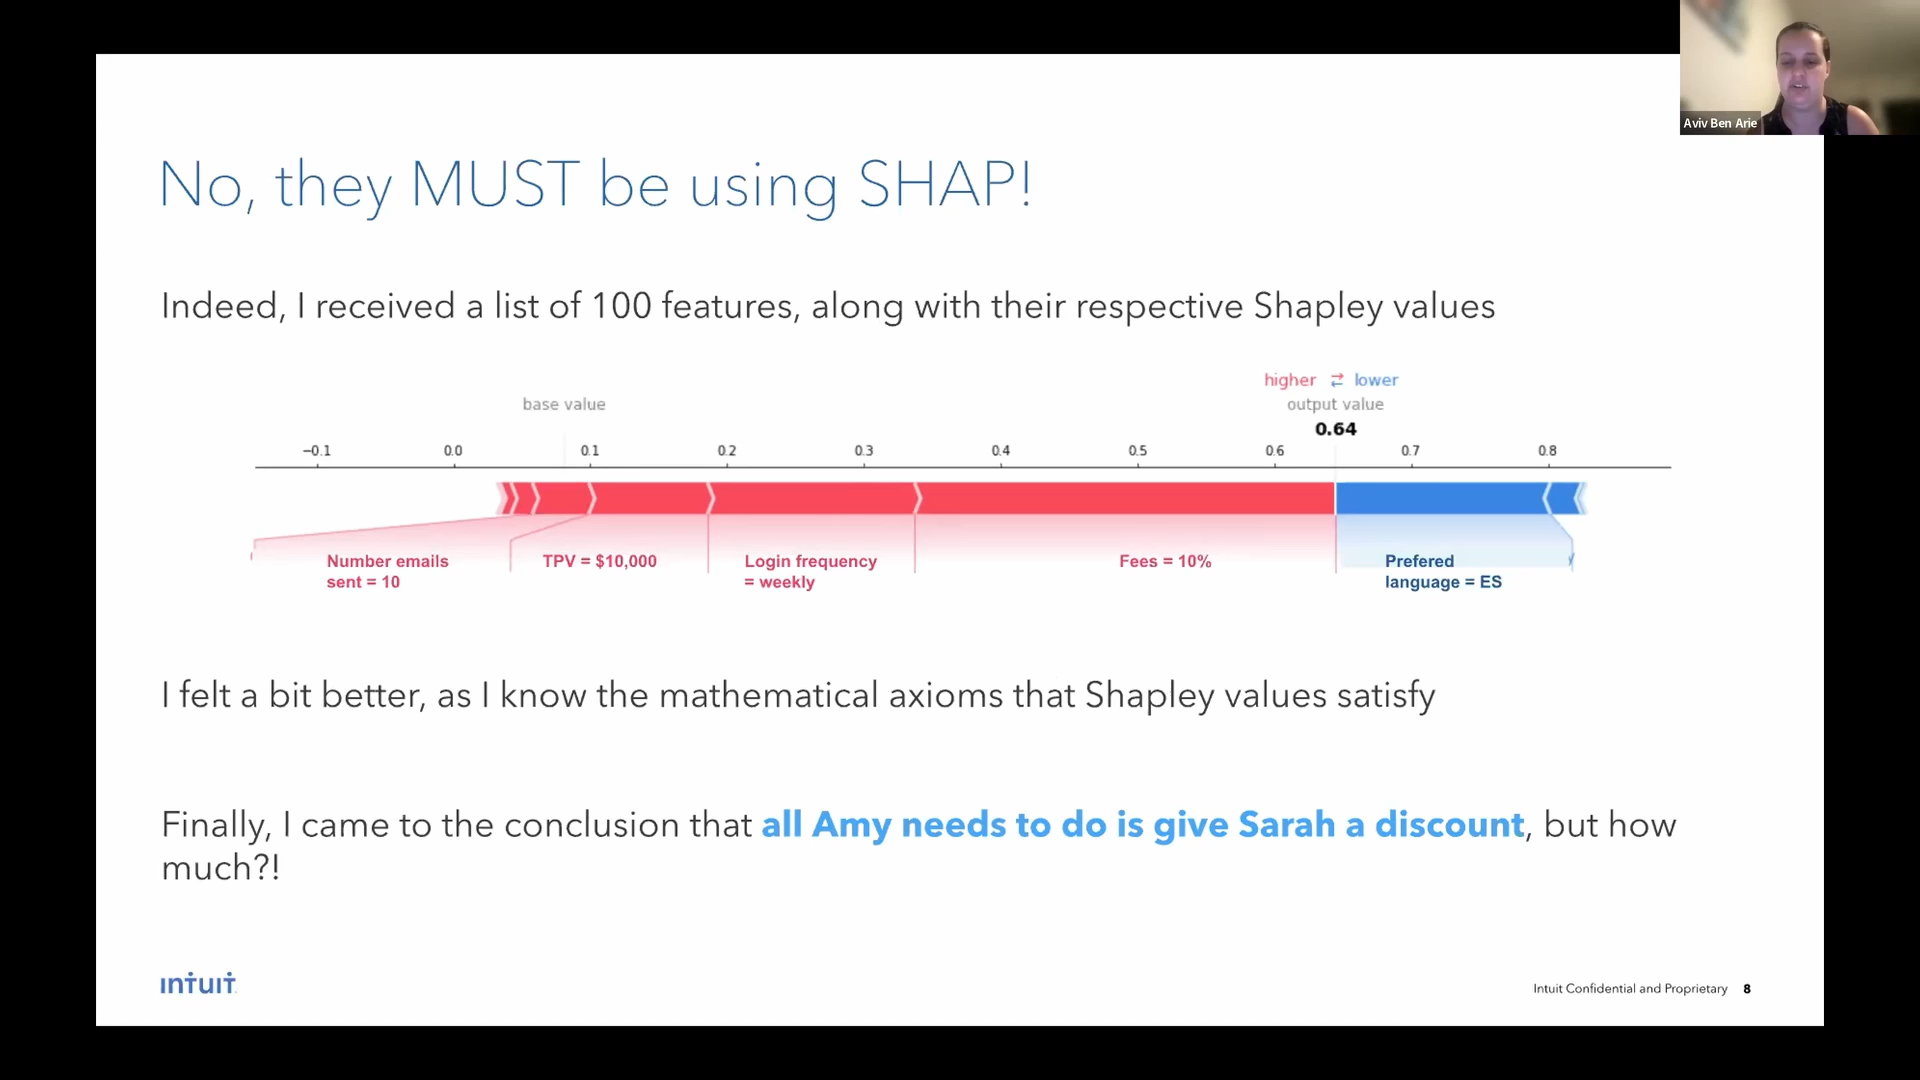 Aviv Ben Arie
No, they MUST be using SHAP!
Indeed, I received a list of 100 features, along with their respective Shapley values
higher ⇄ lower
base value
output value
0.64
−0.1 0.0 0.1 0.2 0.3 0.4 0.5 0.6 0.7 0.8
Number emails
sent = 10
TPV = $10,000
Login frequency
= weekly
Fees = 10%
Prefered
language = ES
I felt a bit better, as I know the mathematical axioms that Shapley values satisfy
Finally, I came to the conclusion that all Amy needs to do is give Sarah a discount, but how
much?!
intuit
Intuit Confidential and Proprietary 8